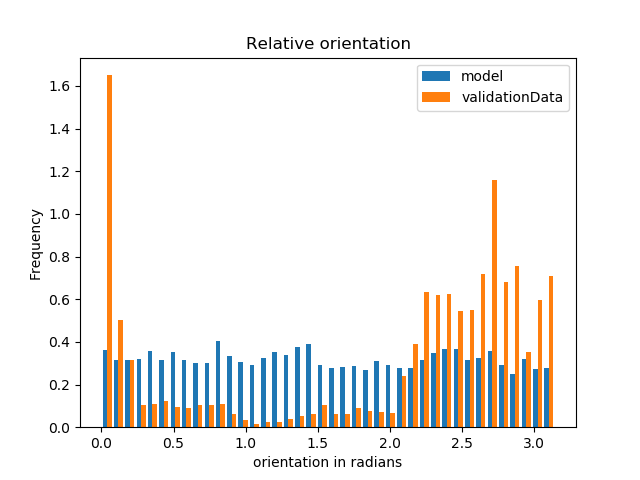 Relative orientation
model
validationData
Frequency
1.6
1.4
1.2
1.0
0.8
0.6
0.4
0.2
0.0
0.0 0.5 1.0 1.5 2.0 2.5 3.0
orientation in radians